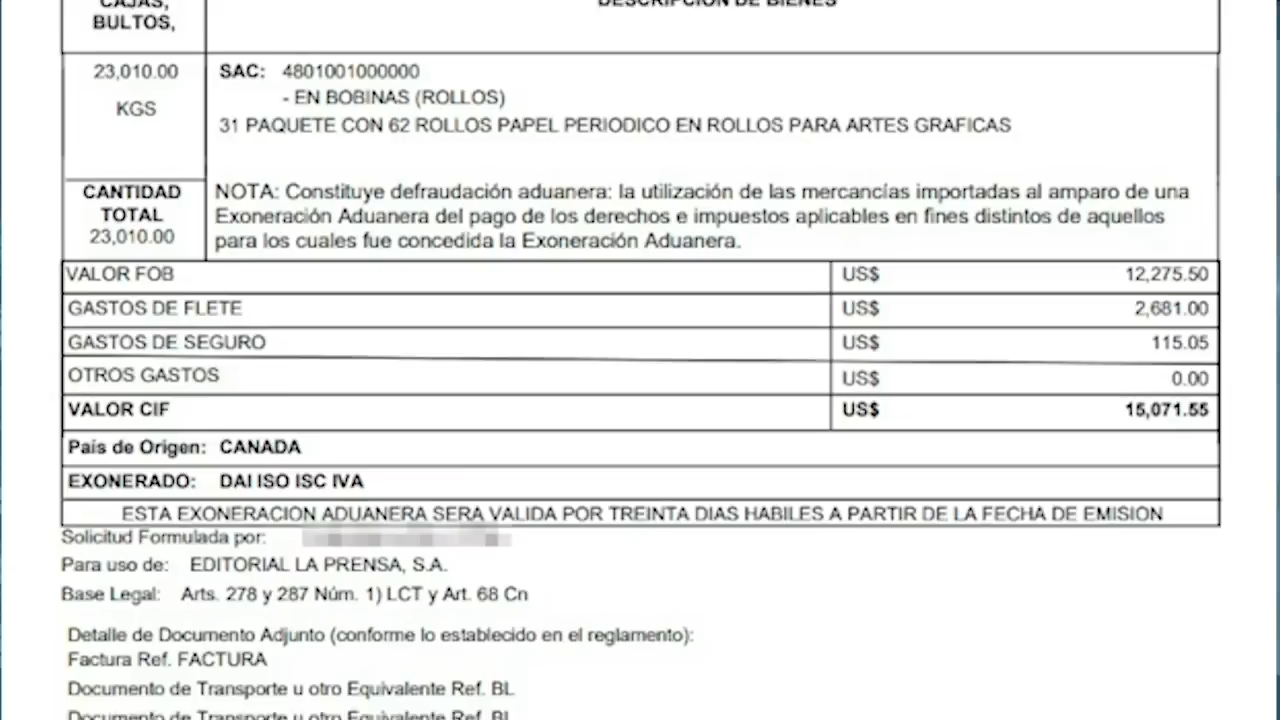 CAJAS,
BULTOS,
DESCRIPCION DE BIENES
23,010.00
KGS
SAC: 4801001000000
- EN BOBINAS (ROLLOS)
31 PAQUETE CON 62 ROLLOS PAPEL PERIODICO EN ROLLOS PARA ARTES GRAFICAS
CANTIDAD
TOTAL
23,010.00
NOTA: Constituye defraudación aduanera: la utilización de las mercancías importadas al amparo de una
Exoneración Aduanera del pago de los derechos e impuestos aplicables en fines distintos de aquellos
para los cuales fue concedida la Exoneración Aduanera.
VALOR FOB US$ 12,275.50
GASTOS DE FLETE US$ 2,681.00
GASTOS DE SEGURO US$ 115.05
OTROS GASTOS US$ 0.00
VALOR CIF US$ 15,071.55
País de Origen: CANADA
EXONERADO: DAI ISO ISC IVA
ESTA EXONERACION ADUANERA SERA VALIDA POR TREINTA DIAS HABILES A PARTIR DE LA FECHA DE EMISION
Solicitud Formulada por:
Para uso de: EDITORIAL LA PRENSA, S.A.
Base Legal: Arts. 278 y 287 Núm. 1) LCT y Art. 68 Cn
Detalle de Documento Adjunto (conforme lo establecido en el reglamento):
Factura Ref. FACTURA
Documento de Transporte u otro Equivalente Ref. BL
Documento de Transporte u otro Equivalente Ref. BL